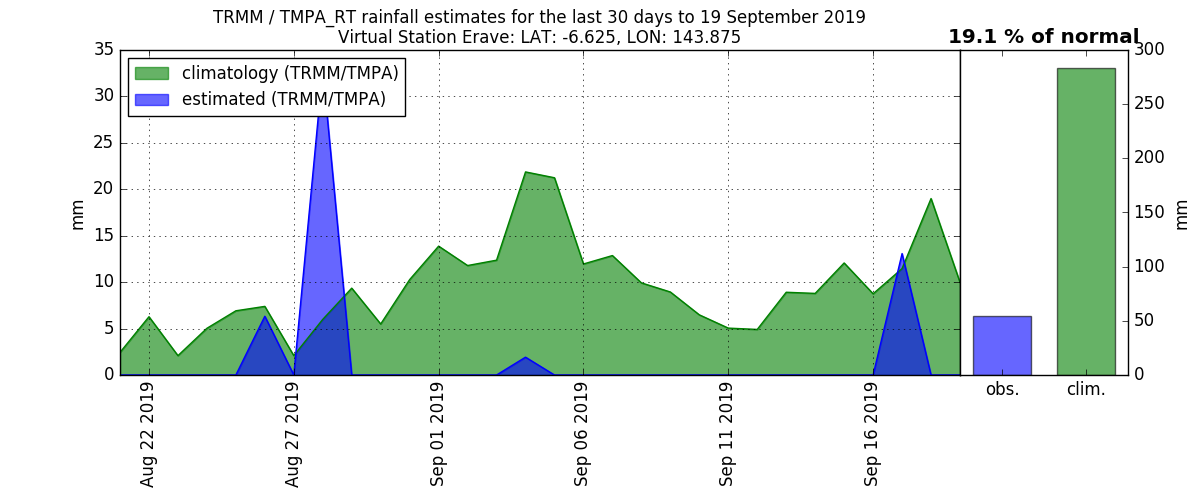 TRMM / TMPA_RT rainfall estimates for the last 30 days to 19 September 2019
Virtual Station Erave: LAT: -6.625, LON: 143.875
19.1 % of normal
climatology (TRMM/TMPA)
estimated (TRMM/TMPA)
35
30
25
20
15
10
5
0
mm
Aug 22 2019
Aug 27 2019
Sep 01 2019
Sep 06 2019
Sep 11 2019
Sep 16 2019
obs.
clim.
300
250
200
150
100
50
0
mm